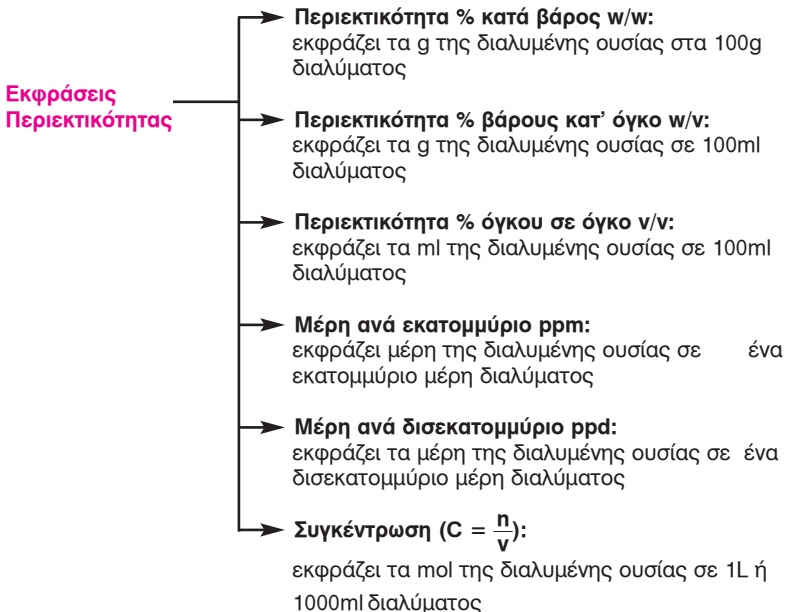 Εκφράσεις
Περιεκτικότητας
Περιεκτικότητα % κατά βάρος w/w:
εκφράζει τα g της διαλυμένης ουσίας στα 100g
διαλύματος
Περιεκτικότητα % βάρους κατ’ όγκο w/v:
εκφράζει τα g της διαλυμένης ουσίας σε 100ml
διαλύματος
Περιεκτικότητα % όγκου σε όγκο v/v:
εκφράζει τα ml της διαλυμένης ουσίας σε 100ml
διαλύματος
Μέρη ανά εκατομμύριο ppm:
εκφράζει μέρη της διαλυμένης ουσίας σε ένα
εκατομμύριο μέρη διαλύματος
Μέρη ανά δισεκατομμύριο ppd:
εκφράζει τα μέρη της διαλυμένης ουσίας σε ένα
δισεκατομμύριο μέρη διαλύματος
Συγκέντρωση (C = n/v):
εκφράζει τα mol της διαλυμένης ουσίας σε 1L ή
1000ml διαλύματος